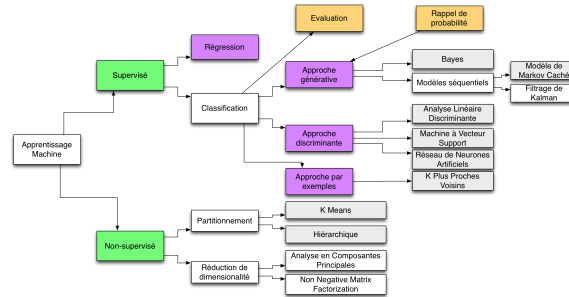 Evaluation
Rappel de
probabilité
Régression
Supervisé
Approche
générative
Bayes
Modèles séquentiels
Modèle de
Markov Caché
Filtrage de
Kalman
Classification
Analyse Linéaire
Discriminante
Approche
discriminante
Machine à Vecteur
Support
Réseau de Neurones
Artificiels
Apprentissage
Machine
Approche par
exemples
K Plus Proches
Voisins
Partitionnement
K Means
Hiérarchique
Non-supervisé
Réduction de
dimensionalité
Analyse en Composantes
Principales
Non Negative Matrix
Factorization